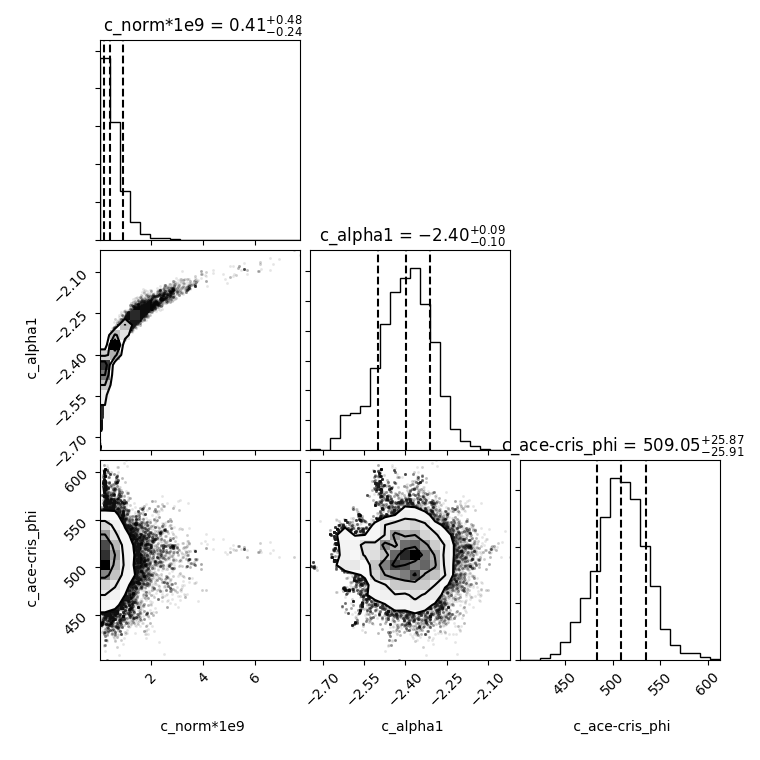 c_norm*1e9 = 0.41+0.48−0.24
c_alpha1 = −2.40+0.09−0.10
−2.10
−2.25
−2.40
−2.55
−2.70
c_alpha1
c_ace-cris_phi = 509.05+25.87−25.91
600
550
500
450
c_ace-cris_phi
2 4 6
−2.70 −2.55 −2.40 −2.25 −2.10
450 500 550 600
c_norm*1e9 c_alpha1 c_ace-cris_phi